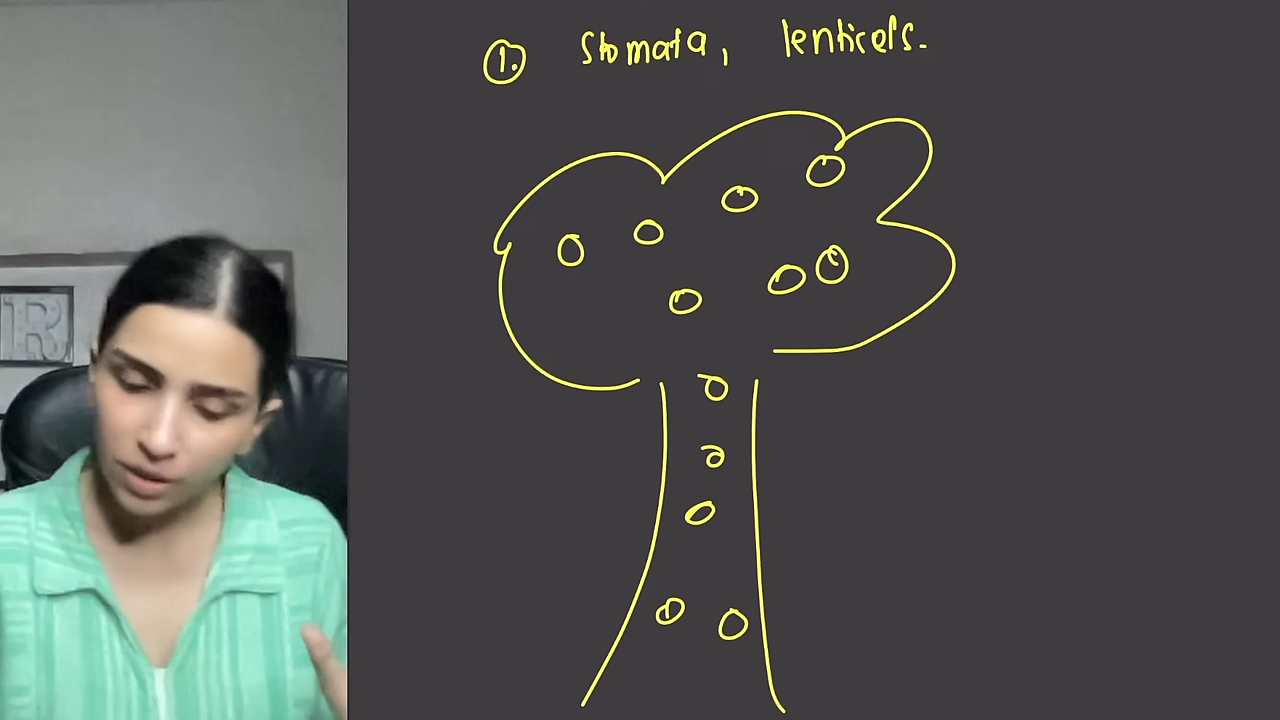 ①. Stomata, lenticels.
R